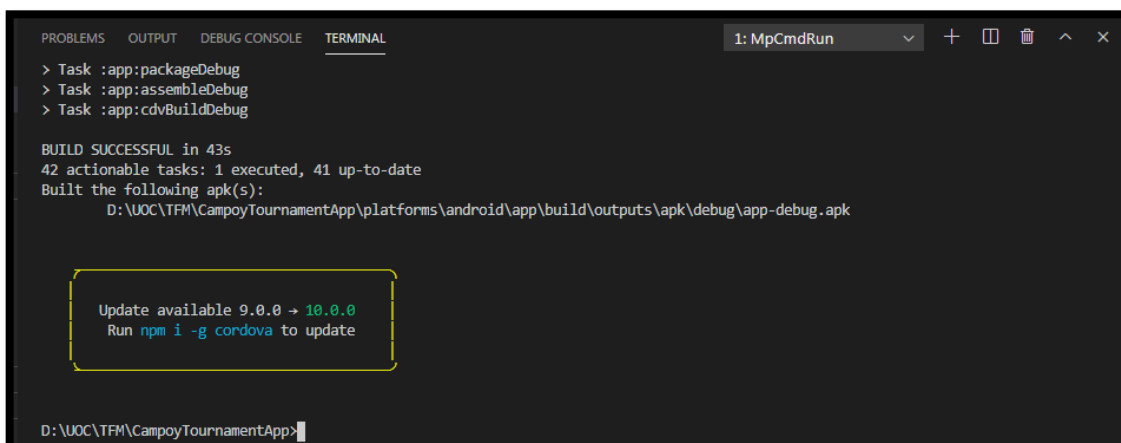 PROBLEMS OUTPUT DEBUG CONSOLE TERMINAL 1: MpCmdRun
> Task :app:packageDebug
> Task :app:assembleDebug
> Task :app:cdvBuildDebug
BUILD SUCCESSFUL in 43s
42 actionable tasks: 1 executed, 41 up-to-date
Built the following apk(s):
D:\UOC\TFM\CampoyTournamentApp\platforms\android\app\build\outputs\apk\debug\app-debug.apk
Update available 9.0.0 → 10.0.0
Run npm i -g cordova to update
D:\UOC\TFM\CampoyTournamentApp>